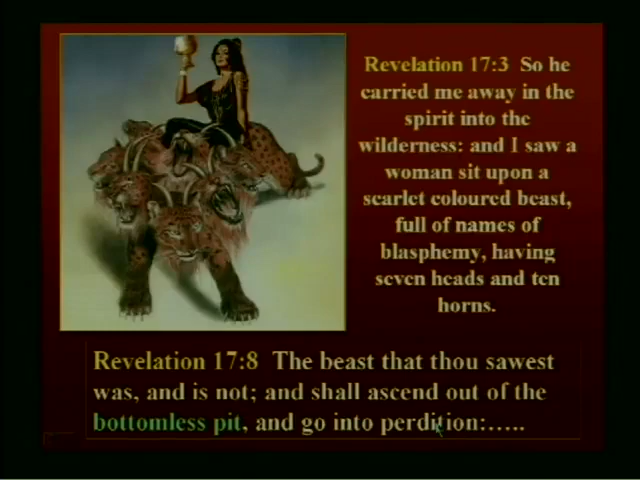 Revelation 17:3 So he
carried me away in the
spirit into the
wilderness: and I saw a
woman sit upon a
scarlet coloured beast,
full of names of
blasphemy, having
seven heads and ten
horns.
Revelation 17:8 The beast that thou sawest
was, and is not; and shall ascend out of the
bottomless pit, and go into perdition:.....